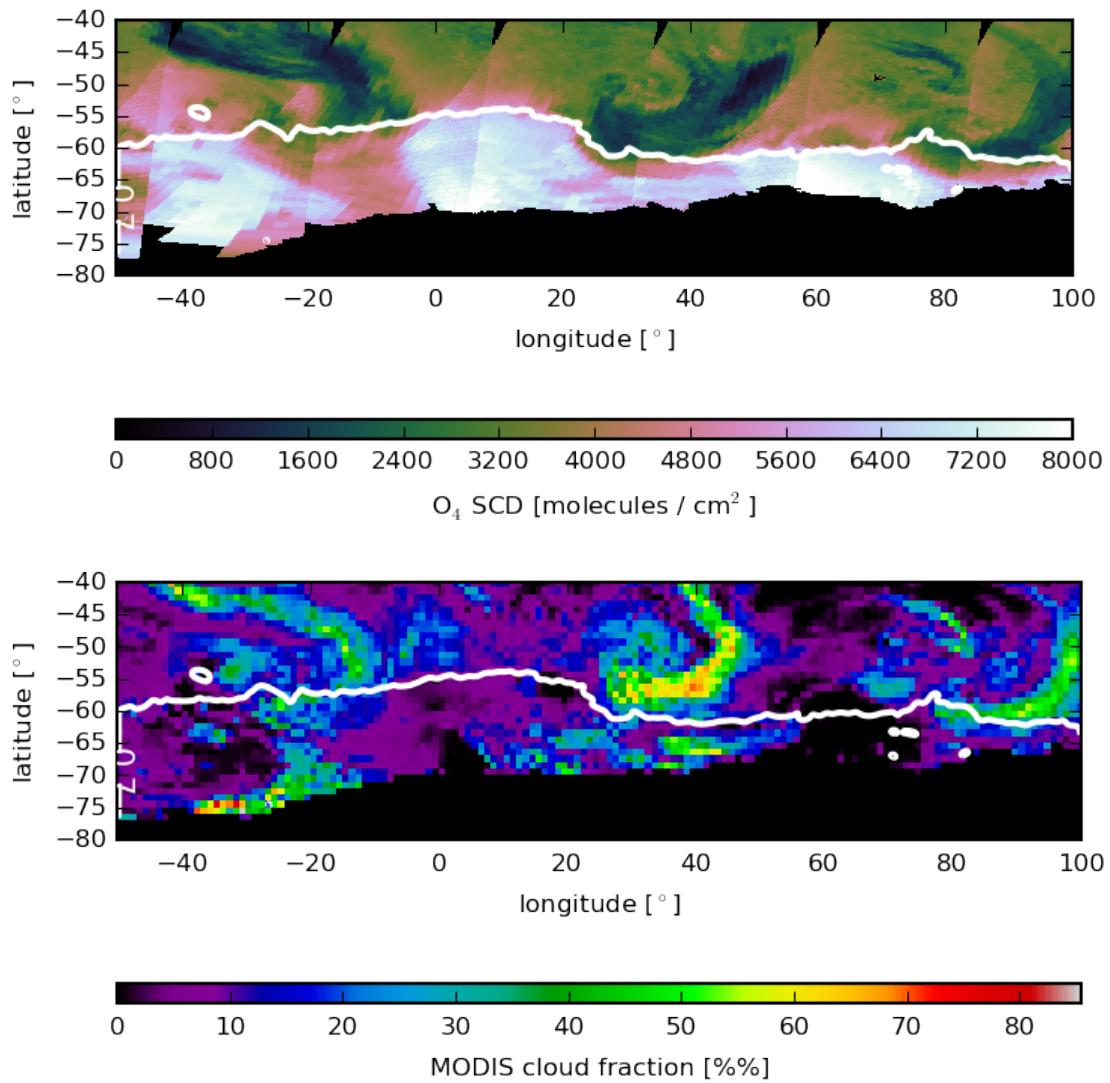 −40
−45
−50
−55
−60
−65
−70
−75
−80
latitude [°]
−40 −20 0 20 40 60 80 100
longitude [°]
0 800 1600 2400 3200 4000 4800 5600 6400 7200 8000
O₄ SCD [molecules / cm² ]
−40
−45
−50
−55
−60
−65
−70
−75
−80
latitude [°]
−40 −20 0 20 40 60 80 100
longitude [°]
0 10 20 30 40 50 60 70 80
MODIS cloud fraction [%%]